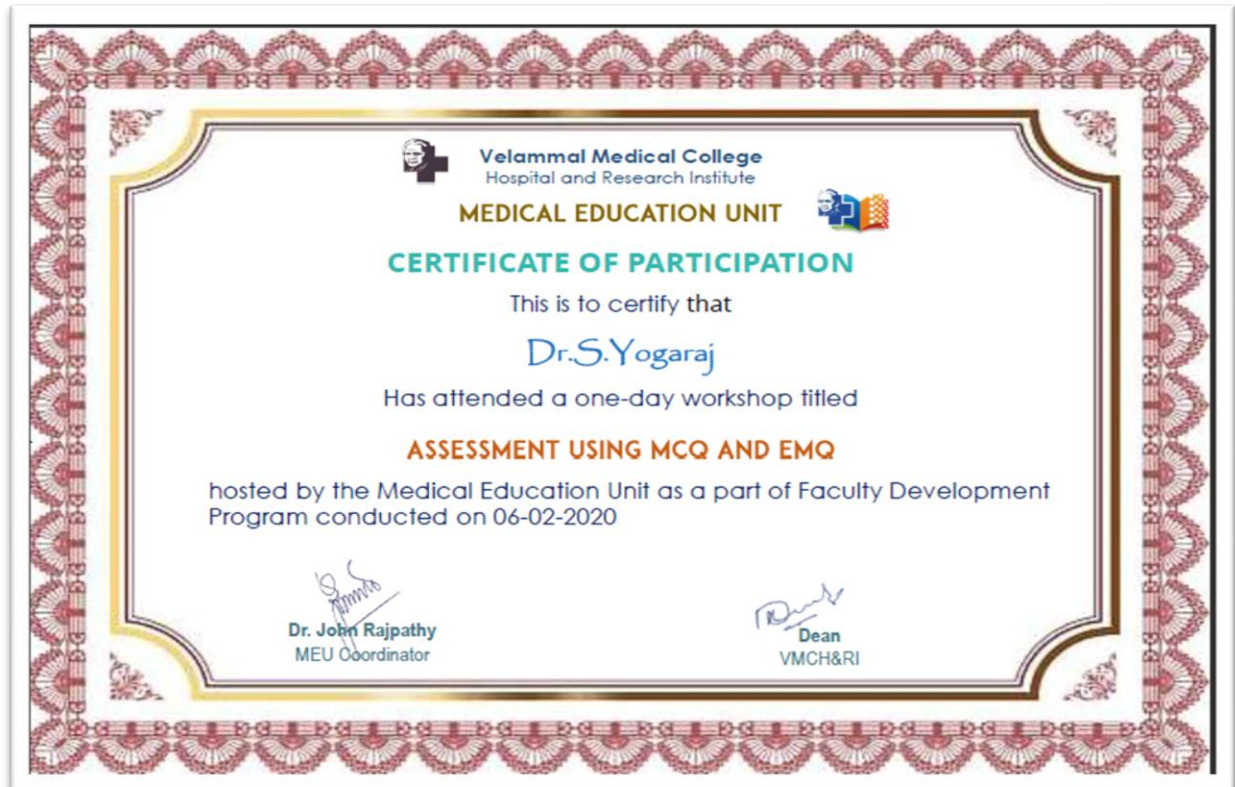 Velammal Medical College
Hospital and Research Institute
MEDICAL EDUCATION UNIT
CERTIFICATE OF PARTICIPATION
This is to certify that
Dr.S.Yogaraj
Has attended a one-day workshop titled
ASSESSMENT USING MCQ AND EMQ
hosted by the Medical Education Unit as a part of Faculty Development
Program conducted on 06-02-2020
Dr. John Rajpathy
MEU Coordinator
Dean
VMCH&RI